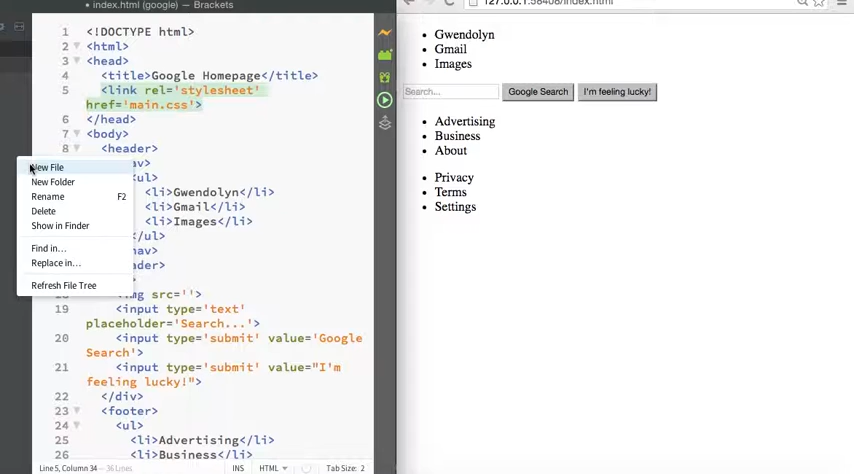 index.html (google) — Brackets
1 <!DOCTYPE html>
2 <html>
3 <head>
4 <title>Google Homepage</title>
5 <link rel='stylesheet'
href='main.css'>
6 </head>
7 <body>
8 <header>
av>
ul>
<li>Gwendolyn</li>
<li>Gmail</li>
<li>Images</li>
/ul>
nav>
ader>
>
<img src=''>
19 <input type='text'
placeholder='Search...'>
20 <input type='submit' value='Google
Search'>
21 <input type='submit' value="I'm
feeling lucky!">
22 </div>
23 <footer>
24 <ul>
25 <li>Advertising</li>
26 <li>Business</li>
Line 5, Column 34 — 36 Lines
INS HTML Tab Size: 2
New File
New Folder
Rename F2
Delete
Show in Finder
Find in…
Replace in…
Refresh File Tree
127.0.0.1:58408/index.html
Gwendolyn
Gmail
Images
Search... Google Search I'm feeling lucky!
Advertising
Business
About
Privacy
Terms
Settings